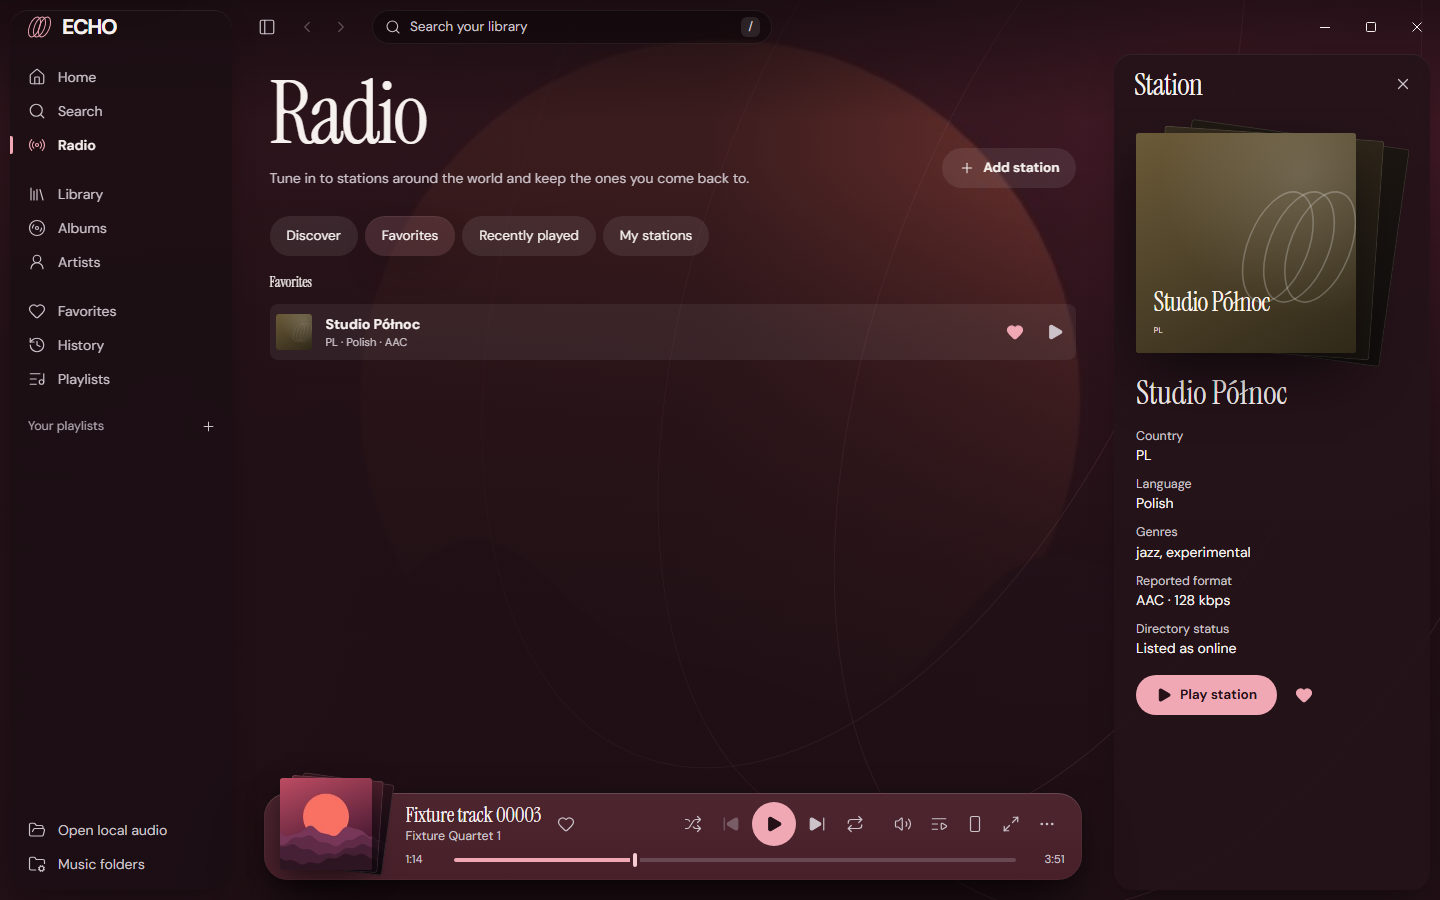 ECHO
Search your library
/
Home
Search
Radio
Library
Albums
Artists
Favorites
History
Playlists
Your playlists
Open local audio
Music folders
Radio
Tune in to stations around the world and keep the ones you come back to.
Add station
Discover
Favorites
Recently played
My stations
Favorites
Studio Północ
PL · Polish · AAC
Fixture track 00003
Fixture Quartet 1
1:14
3:51
Station
Studio Północ
PL
Studio Północ
Country
PL
Language
Polish
Genres
jazz, experimental
Reported format
AAC · 128 kbps
Directory status
Listed as online
Play station